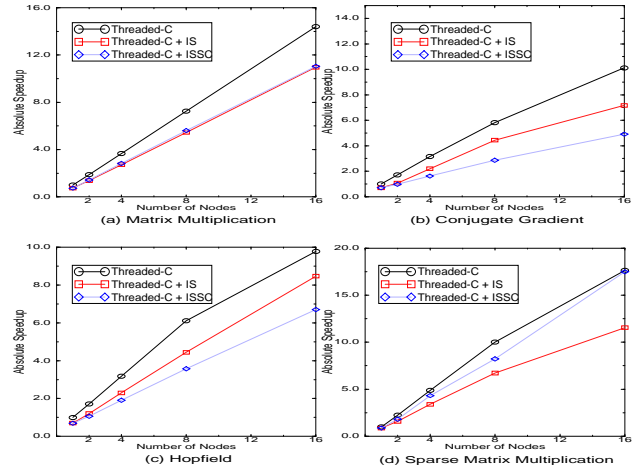 16.0
12.0
8.0
4.0
0.0
Absolute Speedup
Threaded-C
Threaded-C + IS
Threaded-C + ISSC
2 4 8 16
Number of Nodes
(a) Matrix Multiplication
14.0
12.0
10.0
8.0
6.0
4.0
2.0
0.0
Absolute Speedup
Threaded-C
Threaded-C + IS
Threaded-C + ISSC
2 4 8 16
Number of Nodes
(b) Conjugate Gradient
10.0
8.0
6.0
4.0
2.0
0.0
Absolute Speedup
Threaded-C
Threaded-C + IS
Threaded-C + ISSC
2 4 8 16
Number of Nodes
(c) Hopfield
20.0
15.0
10.0
5.0
0.0
Absolute Speedup
Threaded-C
Threaded-C + IS
Threaded-C + ISSC
2 4 8 16
Number of Nodes
(d) Sparse Matrix Multiplication